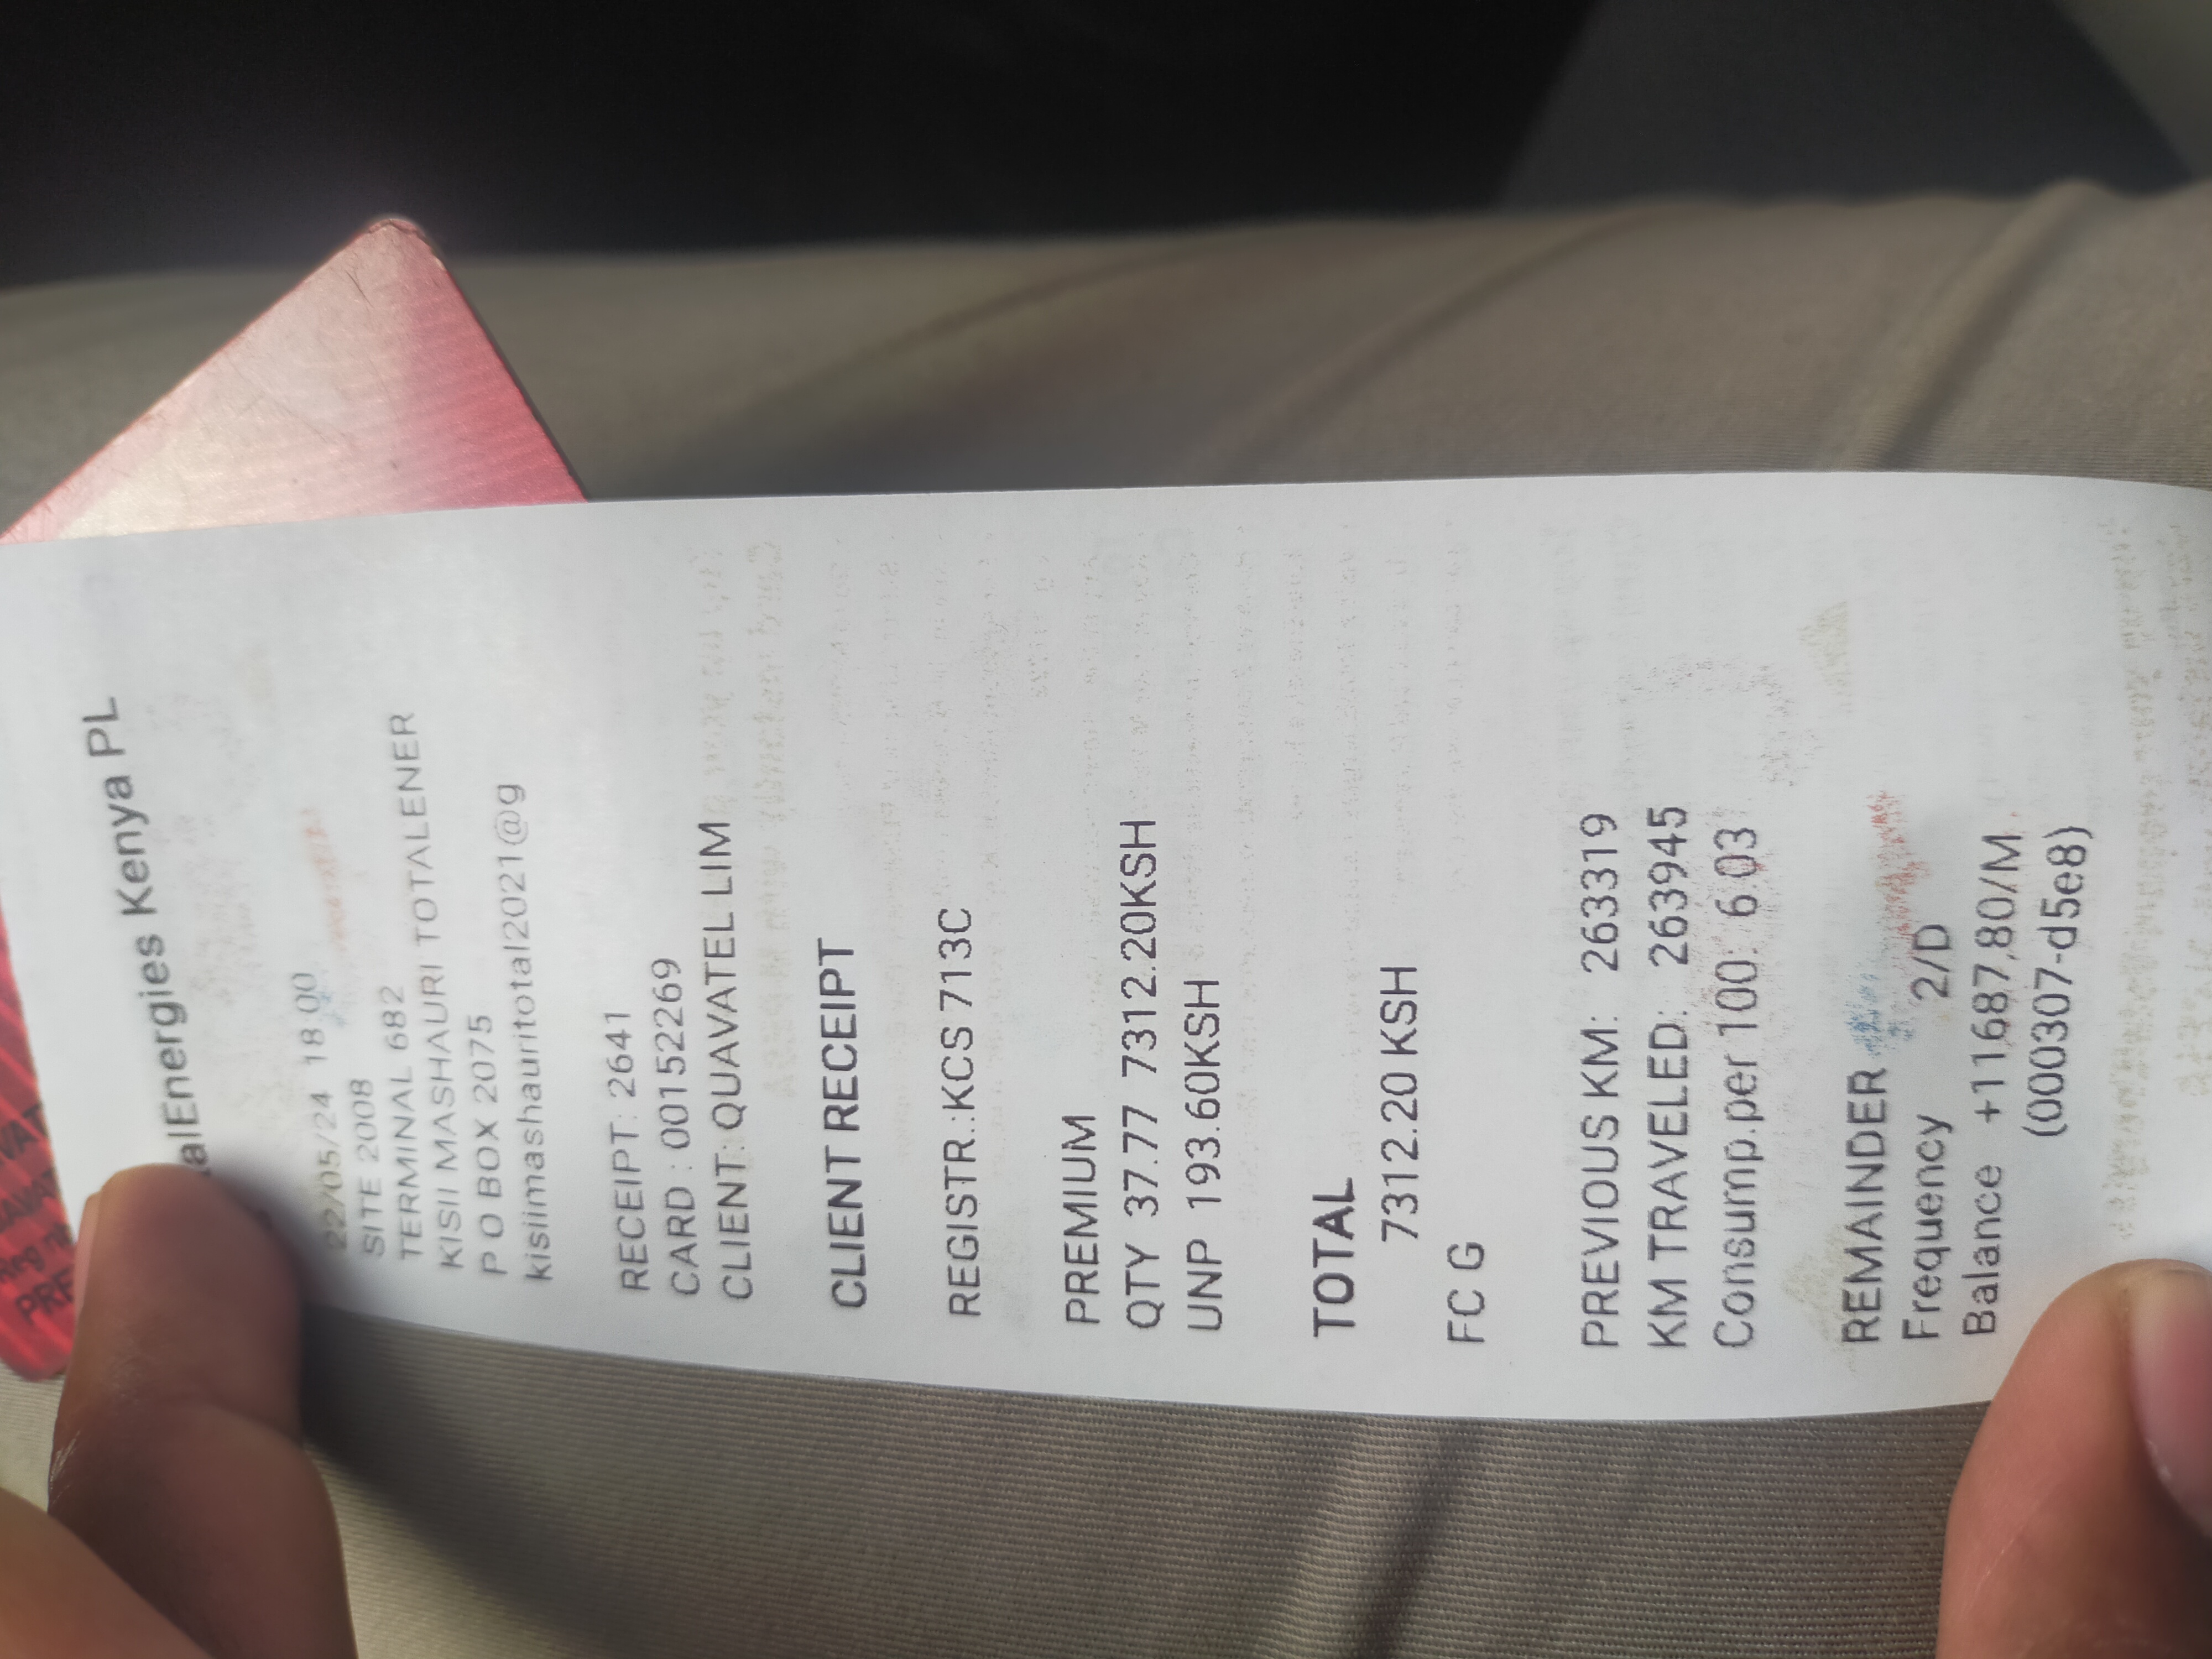 Energies Kenya PL
22/05/24 18:00
SITE 2008
TERMINAL 682
KISII MASHAURI TOTALENER
P O BOX 2075
kisiimashauritotal2021@g
RECEIPT: 2641
CARD : 001522269
CLIENT: QUAVATEL LIM
CLIENT RECEIPT
REGISTR.:KCS 713C
PREMIUM
QTY 37.77 7312.20KSH
UNP 193.60KSH
TOTAL
7312.20 KSH
FC G
PREVIOUS KM: 263319
KM TRAVELED: 263945
Consump.per 100: 6.03
REMAINDER
Frequency 2/D
Balance +11687,80/M
(000307-d5e8)